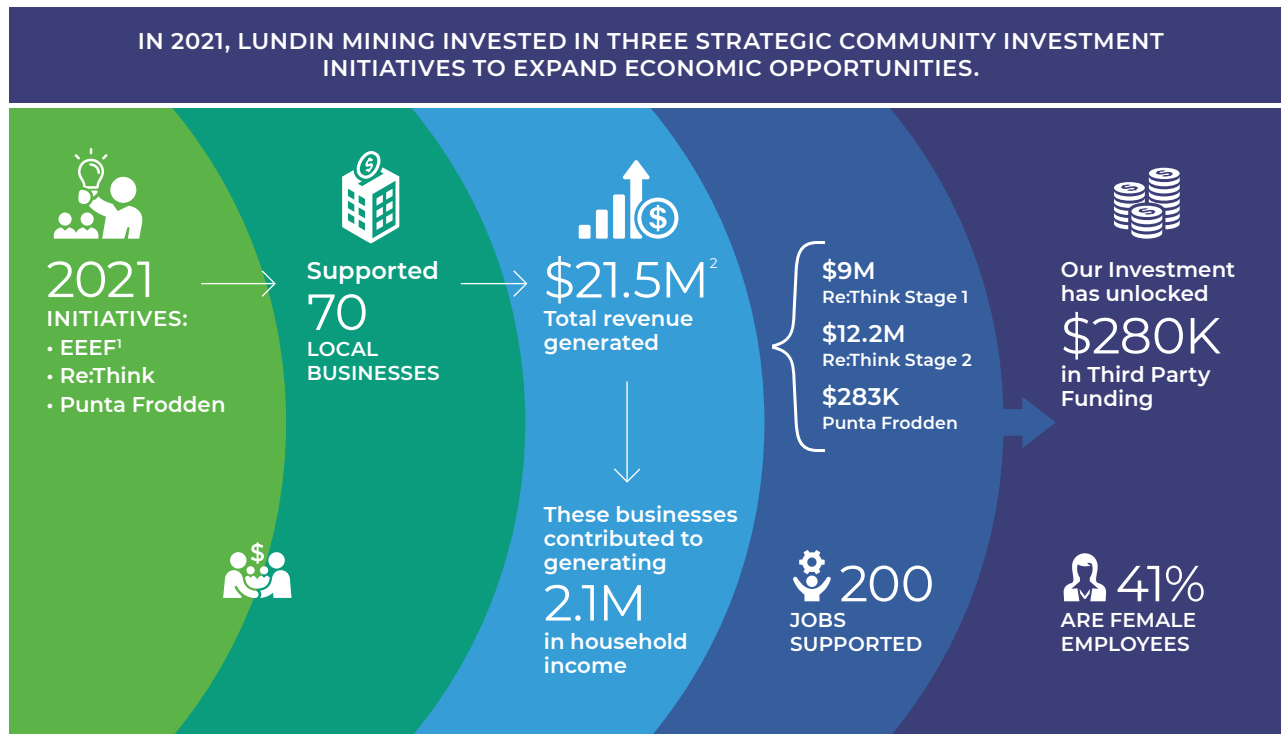 IN 2021, LUNDIN MINING INVESTED IN THREE STRATEGIC COMMUNITY INVESTMENT
INITIATIVES TO EXPAND ECONOMIC OPPORTUNITIES.
2021
INITIATIVES:
• EEEF¹
• Re:Think
• Punta Frodden
Supported
70
LOCAL
BUSINESSES
$21.5M²
Total revenue
generated
These businesses
contributed to
generating
2.1M
in household
income
$9M
Re:Think Stage 1
$12.2M
Re:Think Stage 2
$283K
Punta Frodden
200
JOBS
SUPPORTED
Our Investment
has unlocked
$280K
in Third Party
Funding
41%
ARE FEMALE
EMPLOYEES